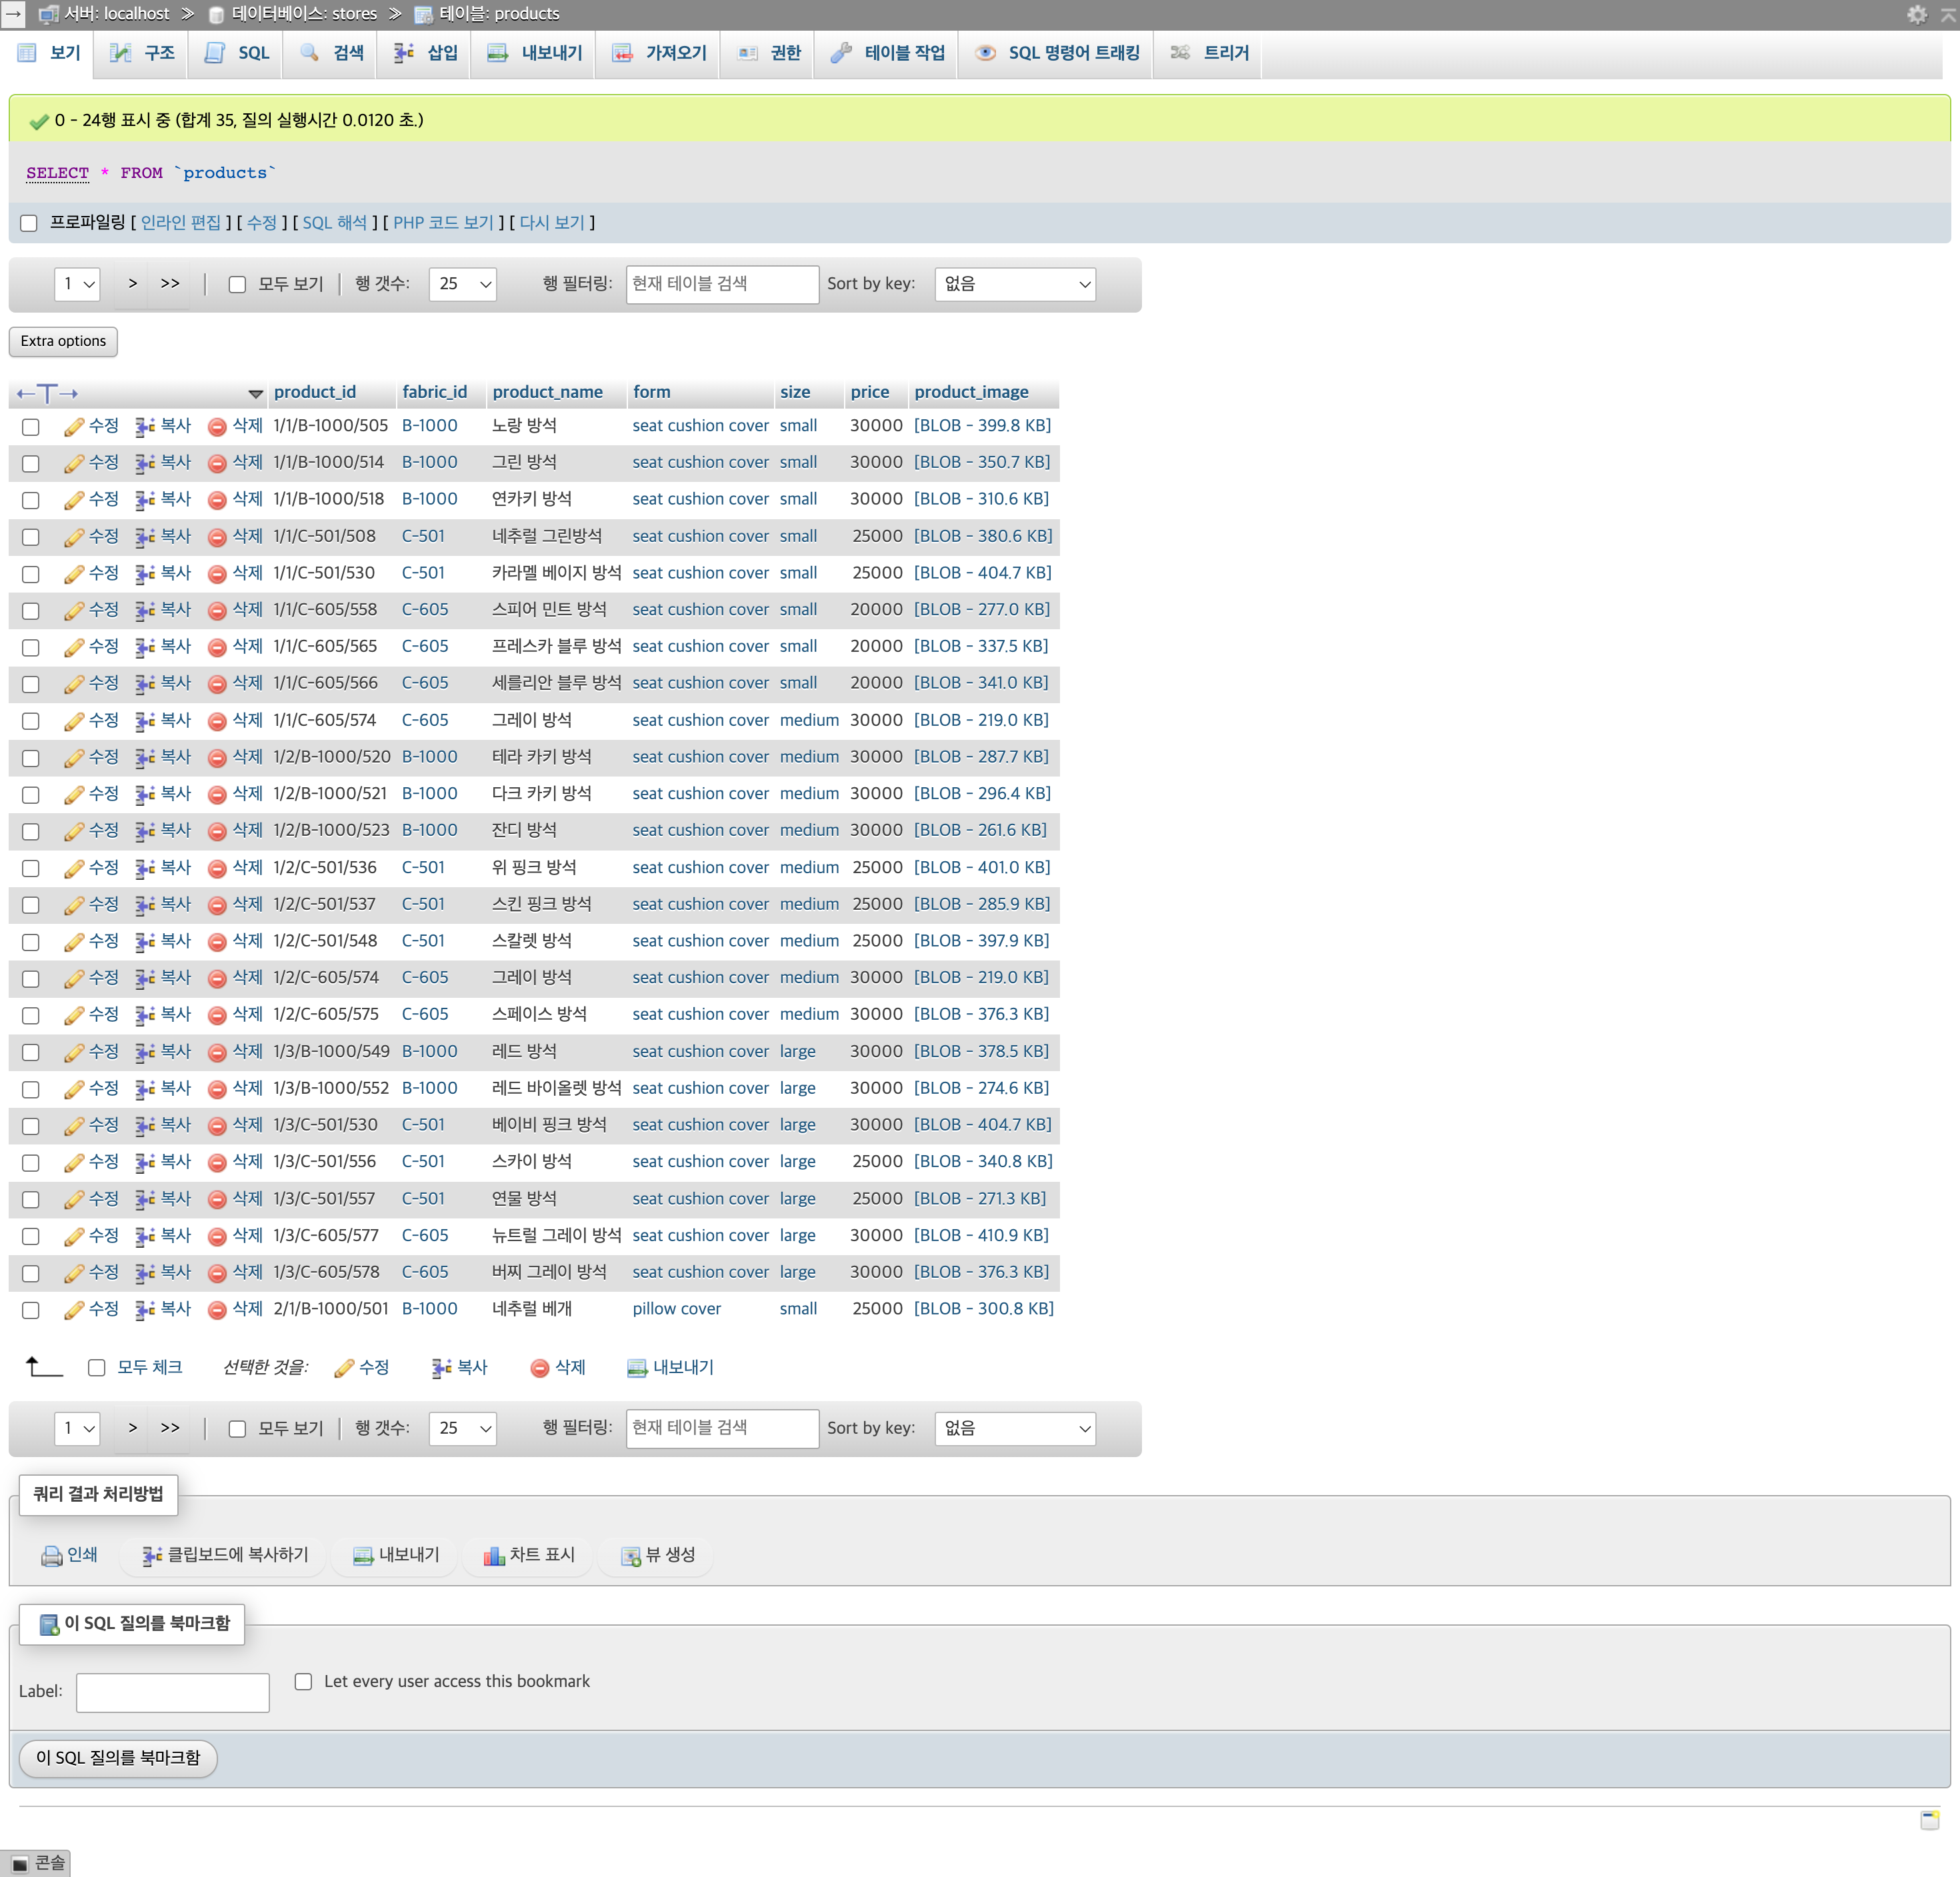 서버: localhost » 데이터베이스: stores » 테이블: products
보기 구조 SQL 검색 삽입 내보내기 가져오기 권한 테이블 작업 SQL 명령어 트래킹 트리거
0 - 24행 표시 중 (합계 35, 질의 실행시간 0.0120 초.)
SELECT * FROM `products`
프로파일링 [ 인라인 편집 ] [ 수정 ] [ SQL 해석 ] [ PHP 코드 보기 ] [ 다시 보기 ]
1 > >> | 모두 보기 | 행 갯수: 25 행 필터링: 현재 테이블 검색 Sort by key: 없음
Extra options
←T→ product_id fabric_id product_name form size price product_image
수정 복사 삭제 1/1/B-1000/505 B-1000 노랑 방석 seat cushion cover small 30000 [BLOB - 399.8 KB]
수정 복사 삭제 1/1/B-1000/514 B-1000 그린 방석 seat cushion cover small 30000 [BLOB - 350.7 KB]
수정 복사 삭제 1/1/B-1000/518 B-1000 연카키 방석 seat cushion cover small 30000 [BLOB - 310.6 KB]
수정 복사 삭제 1/1/C-501/508 C-501 네추럴 그린방석 seat cushion cover small 25000 [BLOB - 380.6 KB]
수정 복사 삭제 1/1/C-501/530 C-501 카라멜 베이지 방석 seat cushion cover small 25000 [BLOB - 404.7 KB]
수정 복사 삭제 1/1/C-605/558 C-605 스피어 민트 방석 seat cushion cover small 20000 [BLOB - 277.0 KB]
수정 복사 삭제 1/1/C-605/565 C-605 프레스카 블루 방석 seat cushion cover small 20000 [BLOB - 337.5 KB]
수정 복사 삭제 1/1/C-605/566 C-605 세를리안 블루 방석 seat cushion cover small 20000 [BLOB - 341.0 KB]
수정 복사 삭제 1/1/C-605/574 C-605 그레이 방석 seat cushion cover medium 30000 [BLOB - 219.0 KB]
수정 복사 삭제 1/2/B-1000/520 B-1000 테라 카키 방석 seat cushion cover medium 30000 [BLOB - 287.7 KB]
수정 복사 삭제 1/2/B-1000/521 B-1000 다크 카키 방석 seat cushion cover medium 30000 [BLOB - 296.4 KB]
수정 복사 삭제 1/2/B-1000/523 B-1000 잔디 방석 seat cushion cover medium 30000 [BLOB - 261.6 KB]
수정 복사 삭제 1/2/C-501/536 C-501 위 핑크 방석 seat cushion cover medium 25000 [BLOB - 401.0 KB]
수정 복사 삭제 1/2/C-501/537 C-501 스킨 핑크 방석 seat cushion cover medium 25000 [BLOB - 285.9 KB]
수정 복사 삭제 1/2/C-501/548 C-501 스칼렛 방석 seat cushion cover medium 25000 [BLOB - 397.9 KB]
수정 복사 삭제 1/2/C-605/574 C-605 그레이 방석 seat cushion cover medium 30000 [BLOB - 219.0 KB]
수정 복사 삭제 1/2/C-605/575 C-605 스페이스 방석 seat cushion cover medium 30000 [BLOB - 376.3 KB]
수정 복사 삭제 1/3/B-1000/549 B-1000 레드 방석 seat cushion cover large 30000 [BLOB - 378.5 KB]
수정 복사 삭제 1/3/B-1000/552 B-1000 레드 바이올렛 방석 seat cushion cover large 30000 [BLOB - 274.6 KB]
수정 복사 삭제 1/3/C-501/530 C-501 베이비 핑크 방석 seat cushion cover large 30000 [BLOB - 404.7 KB]
수정 복사 삭제 1/3/C-501/556 C-501 스카이 방석 seat cushion cover large 25000 [BLOB - 340.8 KB]
수정 복사 삭제 1/3/C-501/557 C-501 연물 방석 seat cushion cover large 25000 [BLOB - 271.3 KB]
수정 복사 삭제 1/3/C-605/577 C-605 뉴트럴 그레이 방석 seat cushion cover large 30000 [BLOB - 410.9 KB]
수정 복사 삭제 1/3/C-605/578 C-605 버찌 그레이 방석 seat cushion cover large 30000 [BLOB - 376.3 KB]
수정 복사 삭제 2/1/B-1000/501 B-1000 네추럴 베개 pillow cover small 25000 [BLOB - 300.8 KB]
모두 체크 선택한 것을: 수정 복사 삭제 내보내기
1 > >> | 모두 보기 | 행 갯수: 25 행 필터링: 현재 테이블 검색 Sort by key: 없음
쿼리 결과 처리방법
인쇄 클립보드에 복사하기 내보내기 차트 표시 뷰 생성
이 SQL 질의를 북마크함
Label: Let every user access this bookmark
이 SQL 질의를 북마크함
콘솔